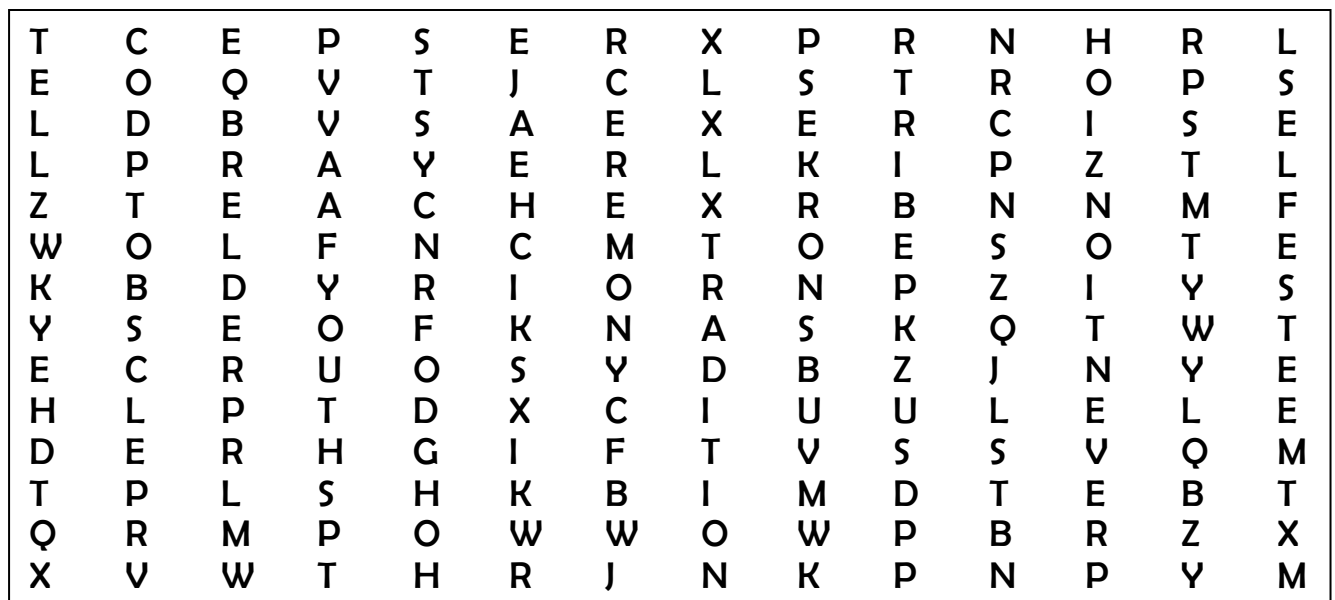 T C E P S E R X P R N H R L
E O Q V T J C L S T R O P S
L D B V S A E X E R C I S E
L P R A Y E R L K I P Z T L
Z T E A C H E X R B N N M F
W O L F N C M T O E S O T E
K B D Y R I O R N P Z I Y S
Y S E O F K N A S K Q T W T
E C R U O S Y D B Z J N Y E
H L P T D X C I U U L E L E
D E R H G I F T V S S V Q M
T P L S H K B I M D T E B T
Q R M P O W W O W P B R Z X
X V W T H R J N K P N P Y M